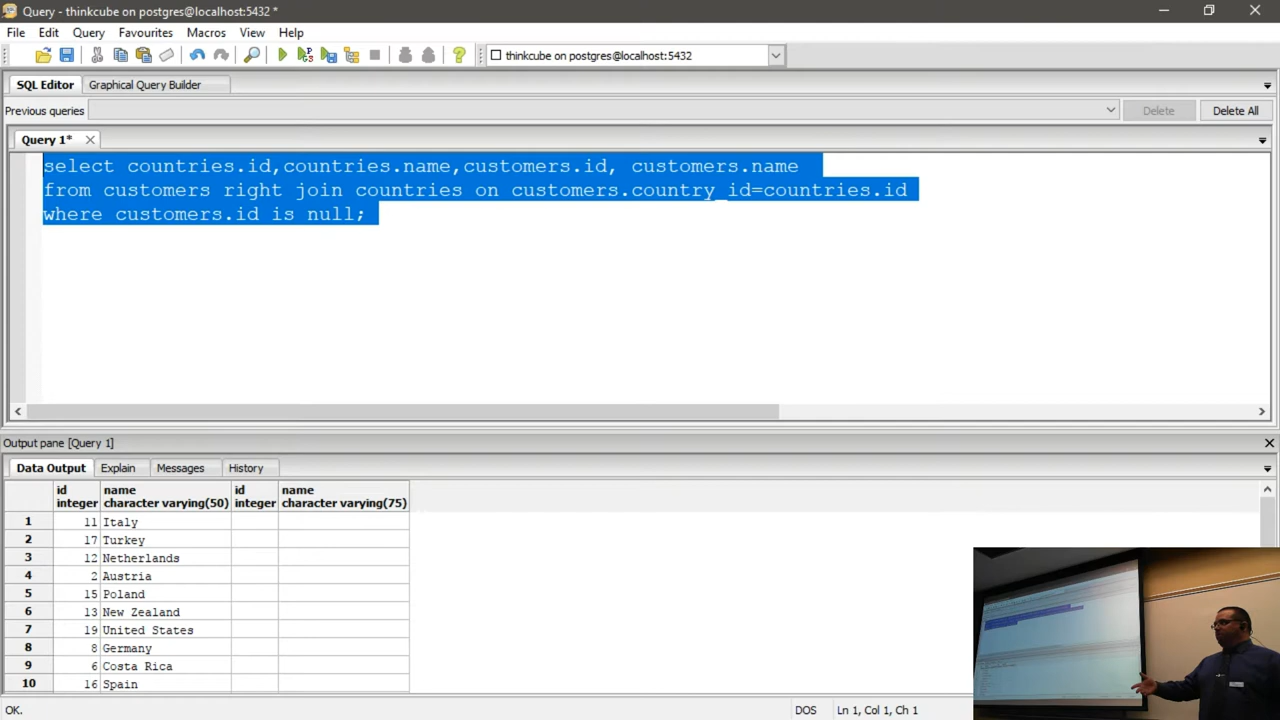 Query - thinkcube on postgres@localhost:5432 *
File Edit Query Favourites Macros View Help
thinkcube on postgres@localhost:5432
SQL Editor Graphical Query Builder
Previous queries Delete Delete All
Query 1*
select countries.id,countries.name,customers.id, customers.name
from customers right join countries on customers.country_id=countries.id
where customers.id is null;
Output pane [Query 1]
Data Output Explain Messages History
id name id name
integer character varying(50) integer character varying(75)
1 11 Italy
2 17 Turkey
3 12 Netherlands
4 2 Austria
5 15 Poland
6 13 New Zealand
7 19 United States
8 8 Germany
9 6 Costa Rica
10 16 Spain
OK. DOS Ln 1, Col 1, Ch 1